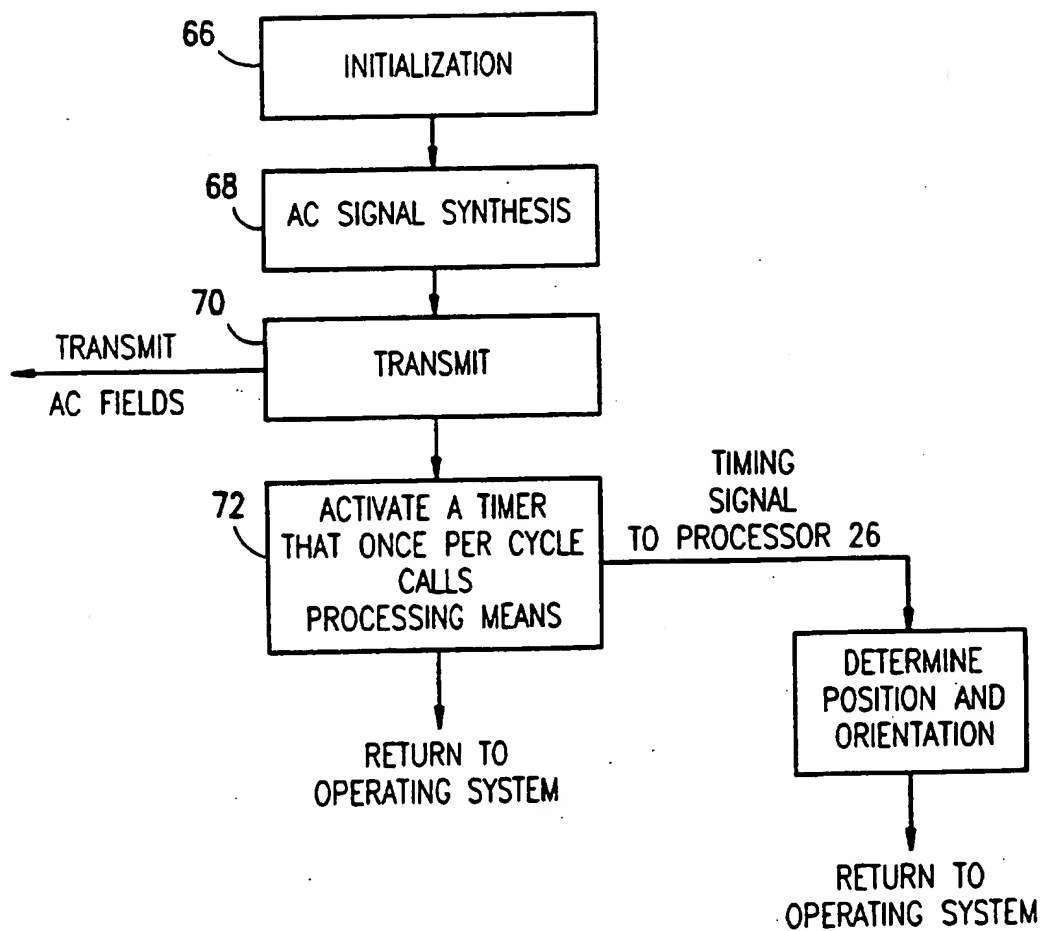 66
INITIALIZATION
68
AC SIGNAL SYNTHESIS
70
TRANSMIT
TRANSMIT
AC FIELDS
72
ACTIVATE A TIMER
THAT ONCE PER CYCLE
CALLS
PROCESSING MEANS
TIMING
SIGNAL
TO PROCESSOR 26
DETERMINE
POSITION AND
ORIENTATION
RETURN TO
OPERATING SYSTEM
RETURN TO
OPERATING SYSTEM